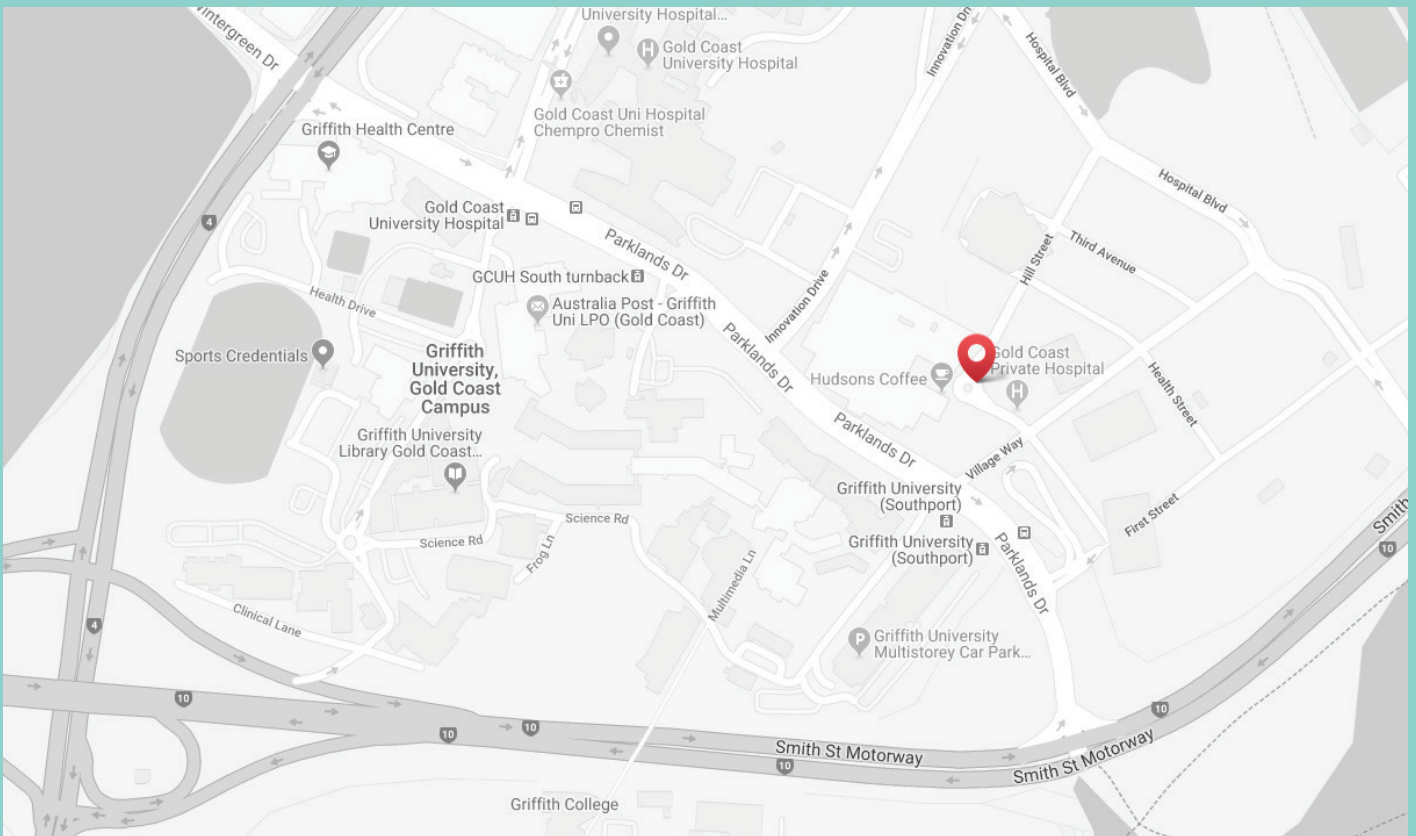 University Hospital...
Wintergreen Dr
Innovation Dr
Hospital Blvd
Gold Coast
University Hospital
Gold Coast Uni Hospital
Chempro Chemist
Griffith Health Centre
Hospital Blvd
4
Gold Coast
University Hospital
Parklands Dr
Hill Street
Third Avenue
GCUH South turnback
Health Drive
Australia Post - Griffith
Uni LPO (Gold Coast)
Innovation Drive
Parklands Dr
Sports Credentials
Griffith
University,
Gold Coast
Campus
Hudsons Coffee
Gold Coast
Private Hospital
H
Health Street
Griffith University
Library Gold Coast...
Parklands Dr
Village Way
Griffith University
(Southport)
First Street
Smith
10
Science Rd
Science Rd
Frog Ln
Griffith University
(Southport)
Parklands Dr
Multimedia Ln
Clinical Lane
4
P
Griffith University
Multistorey Car Park...
10
10
10
10
Smith St Motorway
10
Smith St Motorway
Griffith College
H